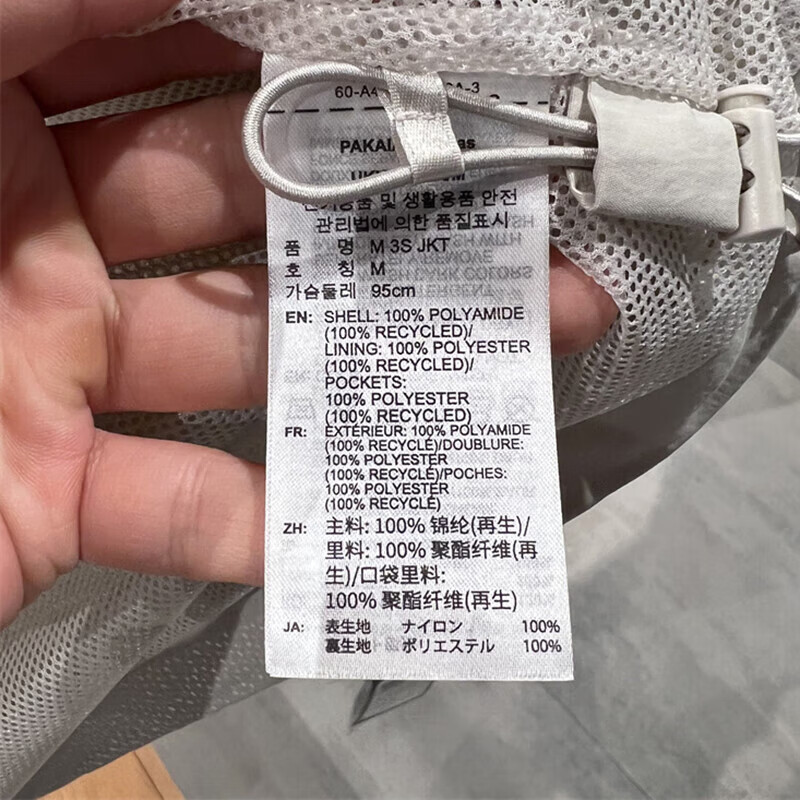 60-A4
A-3
PAKAI
관리법에 의한 품질표시
품 명 M 3S JKT
호 칭 M
가슴둘레 95cm
EN: SHELL: 100% POLYAMIDE
(100% RECYCLED)/
LINING: 100% POLYESTER
(100% RECYCLED)/
POCKETS:
100% POLYESTER
(100% RECYCLED)
FR: EXTÉRIEUR: 100% POLYAMIDE
(100% RECYCLÉ)/DOUBLURE:
100% POLYESTER
(100% RECYCLÉ)/POCHES:
100% POLYESTER
(100% RECYCLÉ)
ZH: 主料: 100% 锦纶(再生)/
里料: 100% 聚酯纤维(再
生)/口袋里料:
100% 聚酯纤维(再生)
JA: 表生地 ナイロン 100%
裏生地 ポリエステル 100%